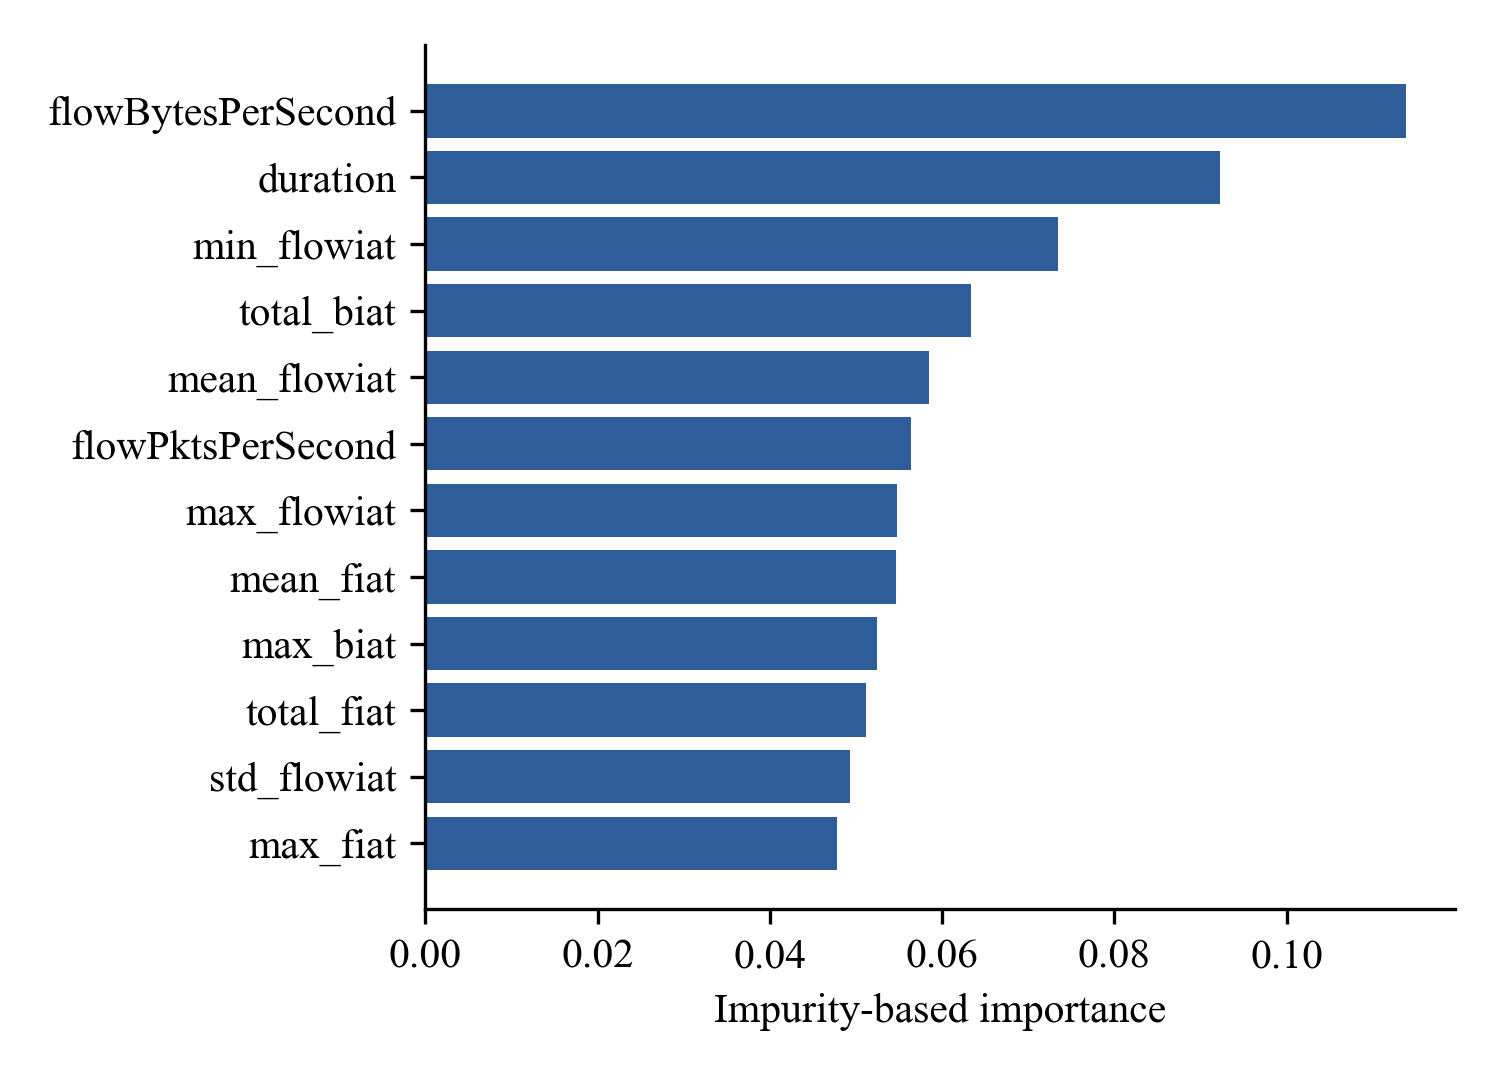 flowBytesPerSecond
duration
min_flowiat
total_biat
mean_flowiat
flowPktsPerSecond
max_flowiat
mean_fiat
max_biat
total_fiat
std_flowiat
max_fiat
0.00 0.02 0.04 0.06 0.08 0.10
Impurity-based importance